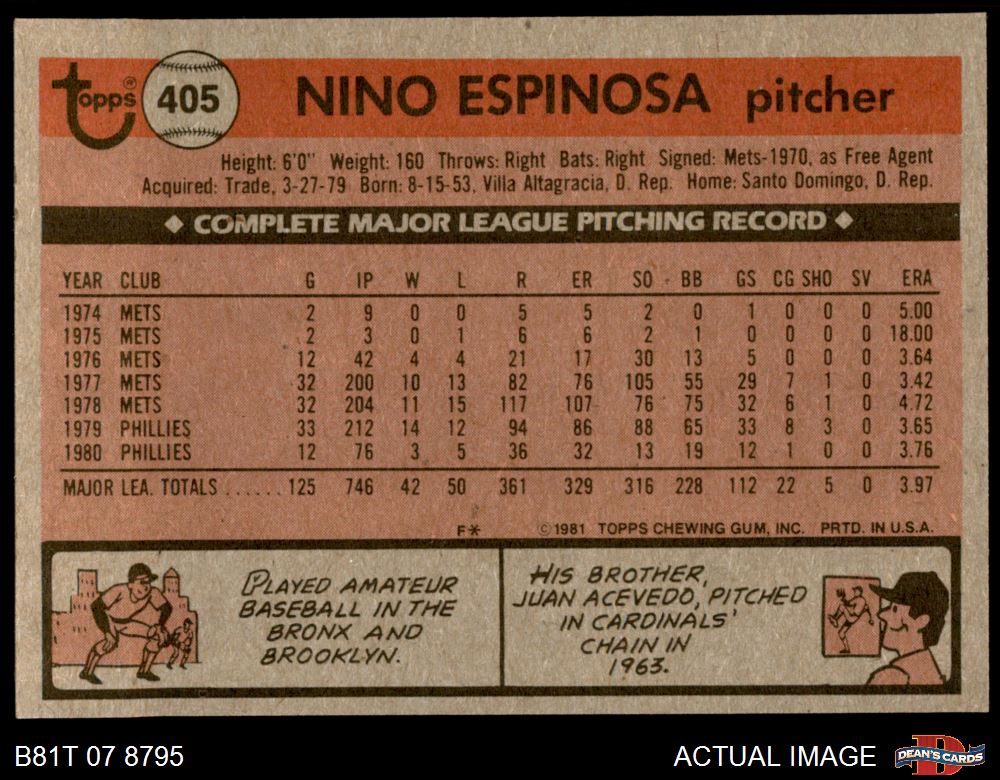 Topps® 405 NINO ESPINOSA pitcher
Height: 6'0" Weight: 160 Throws: Right Bats: Right Signed: Mets-1970, as Free Agent
Acquired: Trade, 3-27-79 Born: 8-15-53, Villa Altagracia, D. Rep. Home: Santo Domingo, D. Rep.
◆ COMPLETE MAJOR LEAGUE PITCHING RECORD ◆
YEAR CLUB G IP W L R ER SO BB GS CG SHO SV ERA
1974 METS 2 9 0 0 5 5 2 0 1 0 0 0 5.00
1975 METS 2 3 0 1 6 6 2 1 0 0 0 0 18.00
1976 METS 12 42 4 4 21 17 30 13 5 0 0 0 3.64
1977 METS 32 200 10 13 82 76 105 55 29 7 1 0 3.42
1978 METS 32 204 11 15 117 107 76 75 32 6 1 0 4.72
1979 PHILLIES 33 212 14 12 94 86 88 65 33 8 3 0 3.65
1980 PHILLIES 12 76 3 5 36 32 13 19 12 1 0 0 3.76
MAJOR LEA. TOTALS ...... 125 746 42 50 361 329 316 228 112 22 5 0 3.97
F* ©1981 TOPPS CHEWING GUM, INC. PRTD. IN U.S.A.
PLAYED AMATEUR
BASEBALL IN THE
BRONX AND
BROOKLYN.
HIS BROTHER,
JUAN ACEVEDO, PITCHED
IN CARDINALS'
CHAIN IN
1963.
B81T 07 8795 ACTUAL IMAGE DEAN'S CARDS